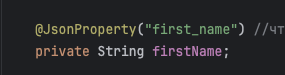 @JsonProperty("first_name") //чт
private String firstName;